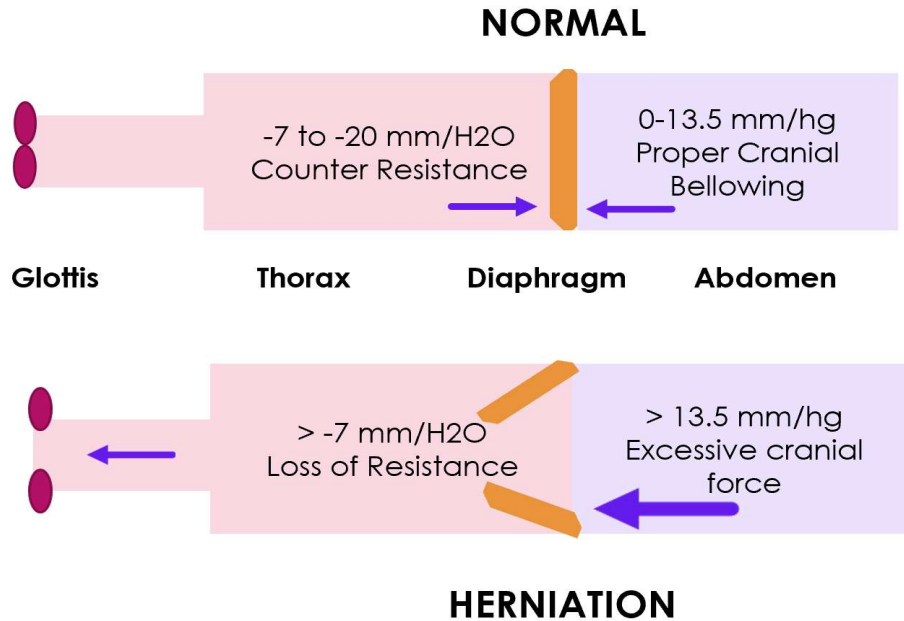 NORMAL
-7 to -20 mm/H2O
Counter Resistance
0-13.5 mm/hg
Proper Cranial
Bellowing
Glottis Thorax Diaphragm Abdomen
> -7 mm/H2O
Loss of Resistance
> 13.5 mm/hg
Excessive cranial
force
HERNIATION